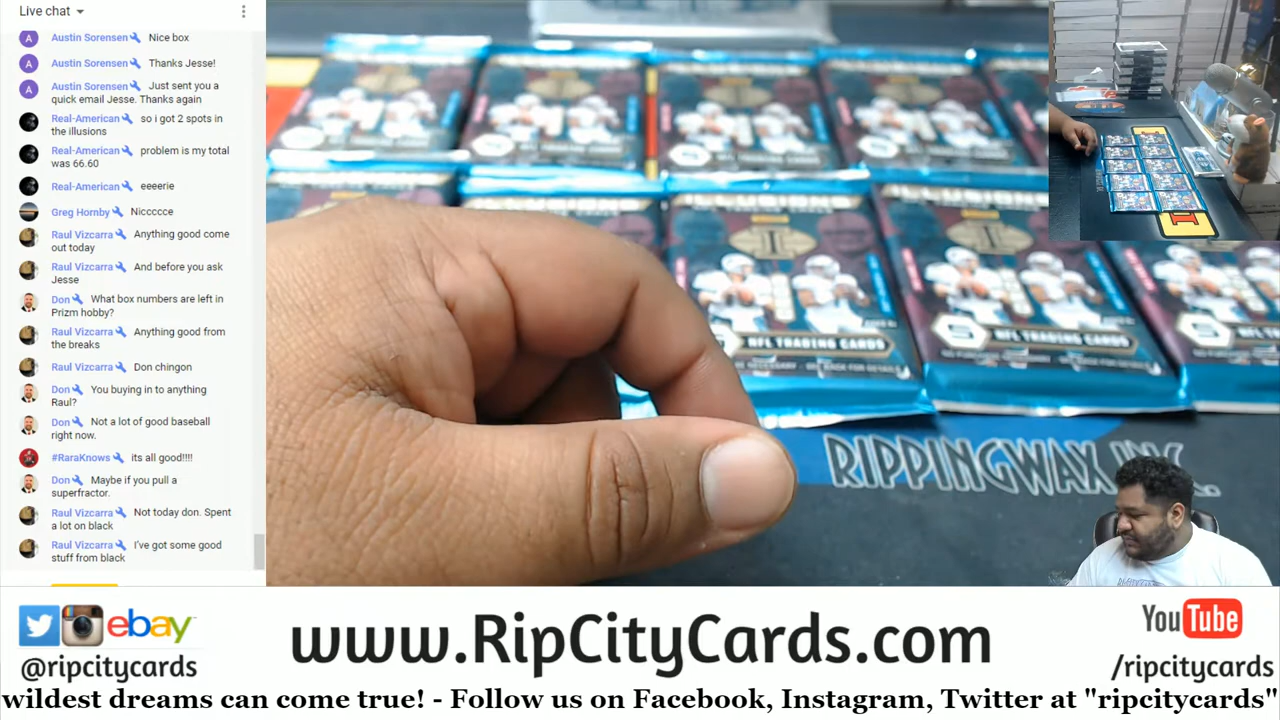 Live chat
Austin Sorensen Nice box
Austin Sorensen Thanks Jesse!
Austin Sorensen Just sent you a
quick email Jesse. Thanks again
Real-American so i got 2 spots in
the illusions
Real-American problem is my total
was 66.60
Real-American eeeerie
Greg Hornby Niccccce
Raul Vizcarra Anything good come
out today
Raul Vizcarra And before you ask
Jesse
Don What box numbers are left in
Prizm hobby?
Raul Vizcarra Anything good from
the breaks
Raul Vizcarra Don chingon
Don You buying in to anything
Raul?
Don Not a lot of good baseball
right now.
#RaraKnows its all good!!!!
Don Maybe if you pull a
superfractor.
Raul Vizcarra Not today don. Spent
a lot on black
Raul Vizcarra I've got some good
stuff from black
NFL TRADING CARDS
NFL TRADING CARDS
RIPPINGWAX, INC.
ebay
@ripcitycards
www.RipCityCards.com
YouTube
/ripcitycards
wildest dreams can come true! - Follow us on Facebook, Instagram, Twitter at "ripcitycards"